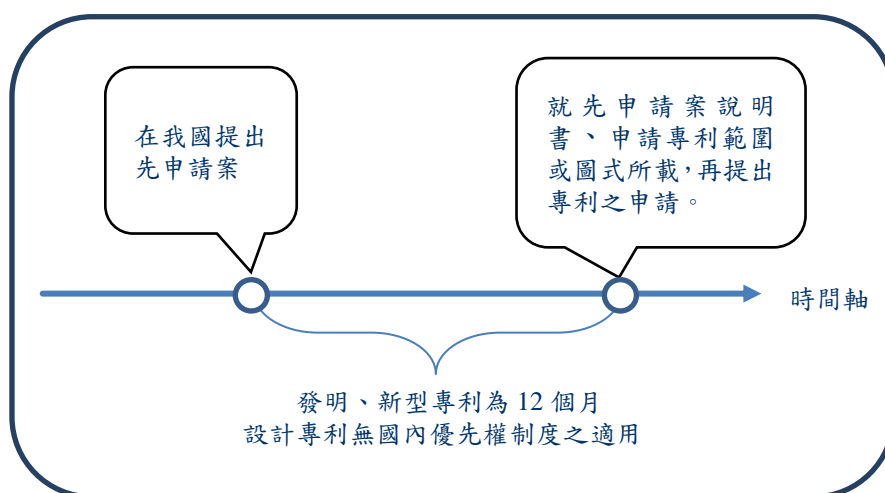 在我國提出
先申請案
就先申請案說明
書、申請專利範圍
或圖式所載，再提出
專利之申請。
時間軸
發明、新型專利為 12 個月
設計專利無國內優先權制度之適用